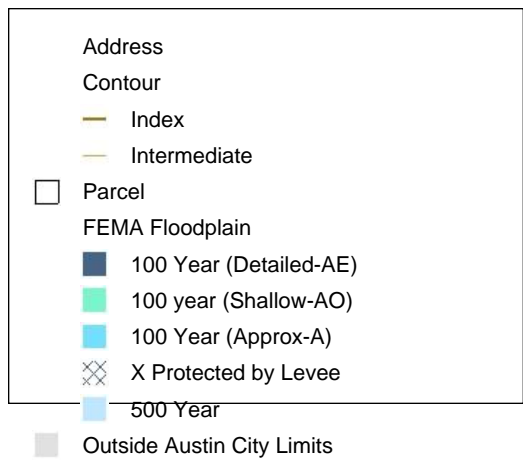 Address
Contour
Index
Intermediate
Parcel
FEMA Floodplain
100 Year (Detailed-AE)
100 year (Shallow-AO)
100 Year (Approx-A)
X Protected by Levee
500 Year
Outside Austin City Limits